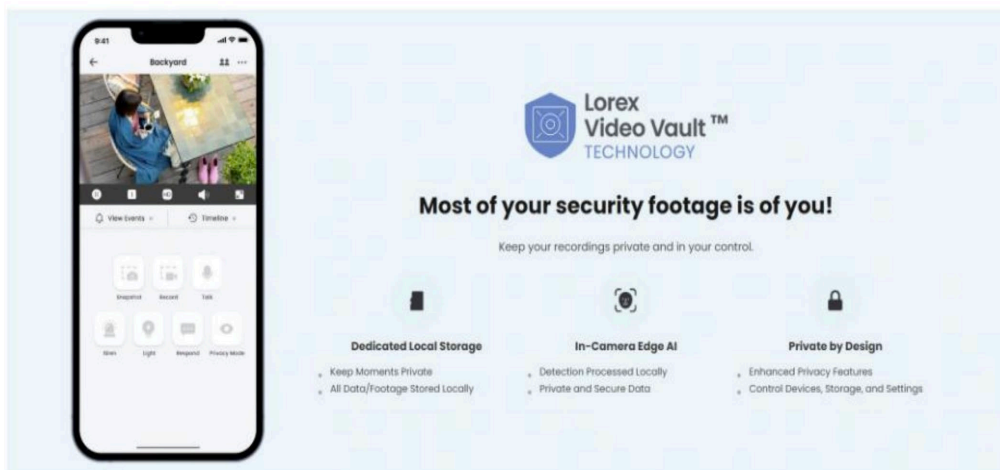 9:41
Backyard
HD
View Events
Timeline
Snapshot
Record
Talk
Siren
Light
Respond
Privacy Mode
Lorex
Video Vault ™
TECHNOLOGY
Most of your security footage is of you!
Keep your recordings private and in your control.
Dedicated Local Storage
Keep Moments Private
All Data/Footage Stored Locally
In-Camera Edge AI
Detection Processed Locally
Private and Secure Data
Private by Design
Enhanced Privacy Features
Control Devices, Storage, and Settings